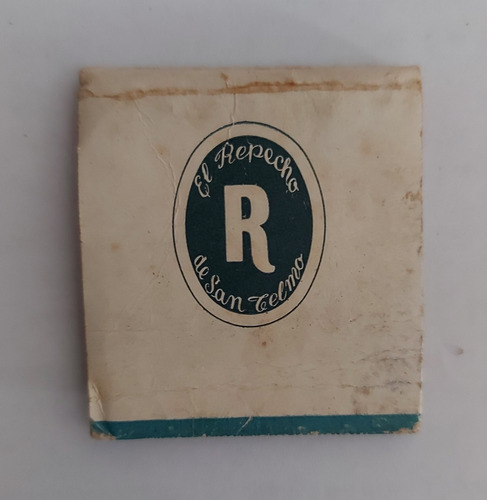 El Repecho
R
de San Telmo